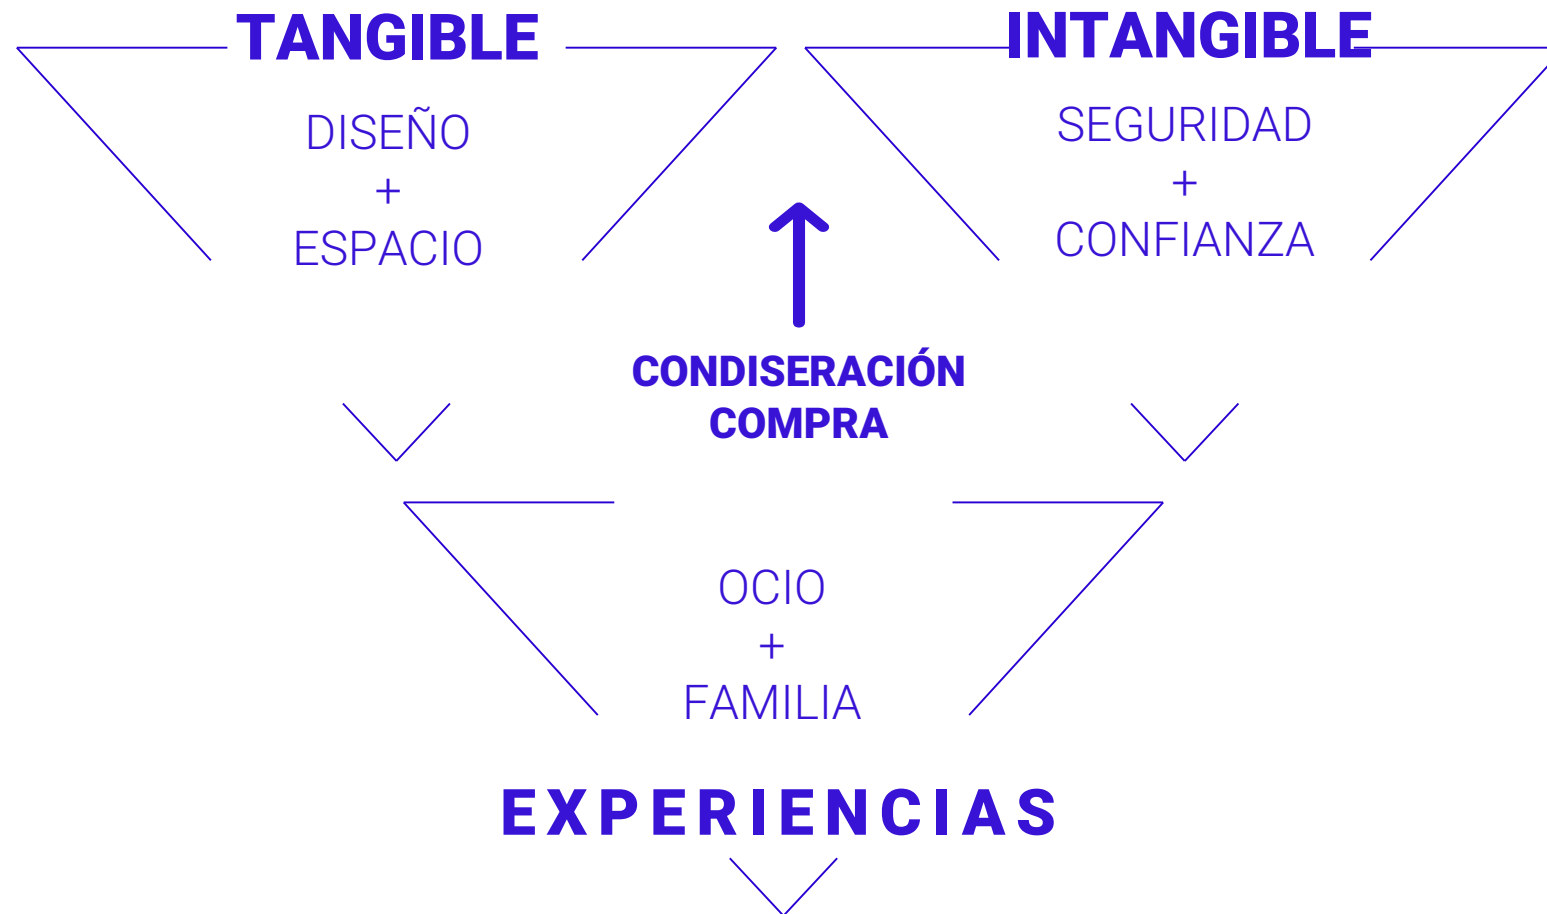 TANGIBLE
DISEÑO
+
ESPACIO
INTANGIBLE
SEGURIDAD
+
CONFIANZA
CONDISERACIÓN
COMPRA
OCIO
+
FAMILIA
EXPERIENCIAS